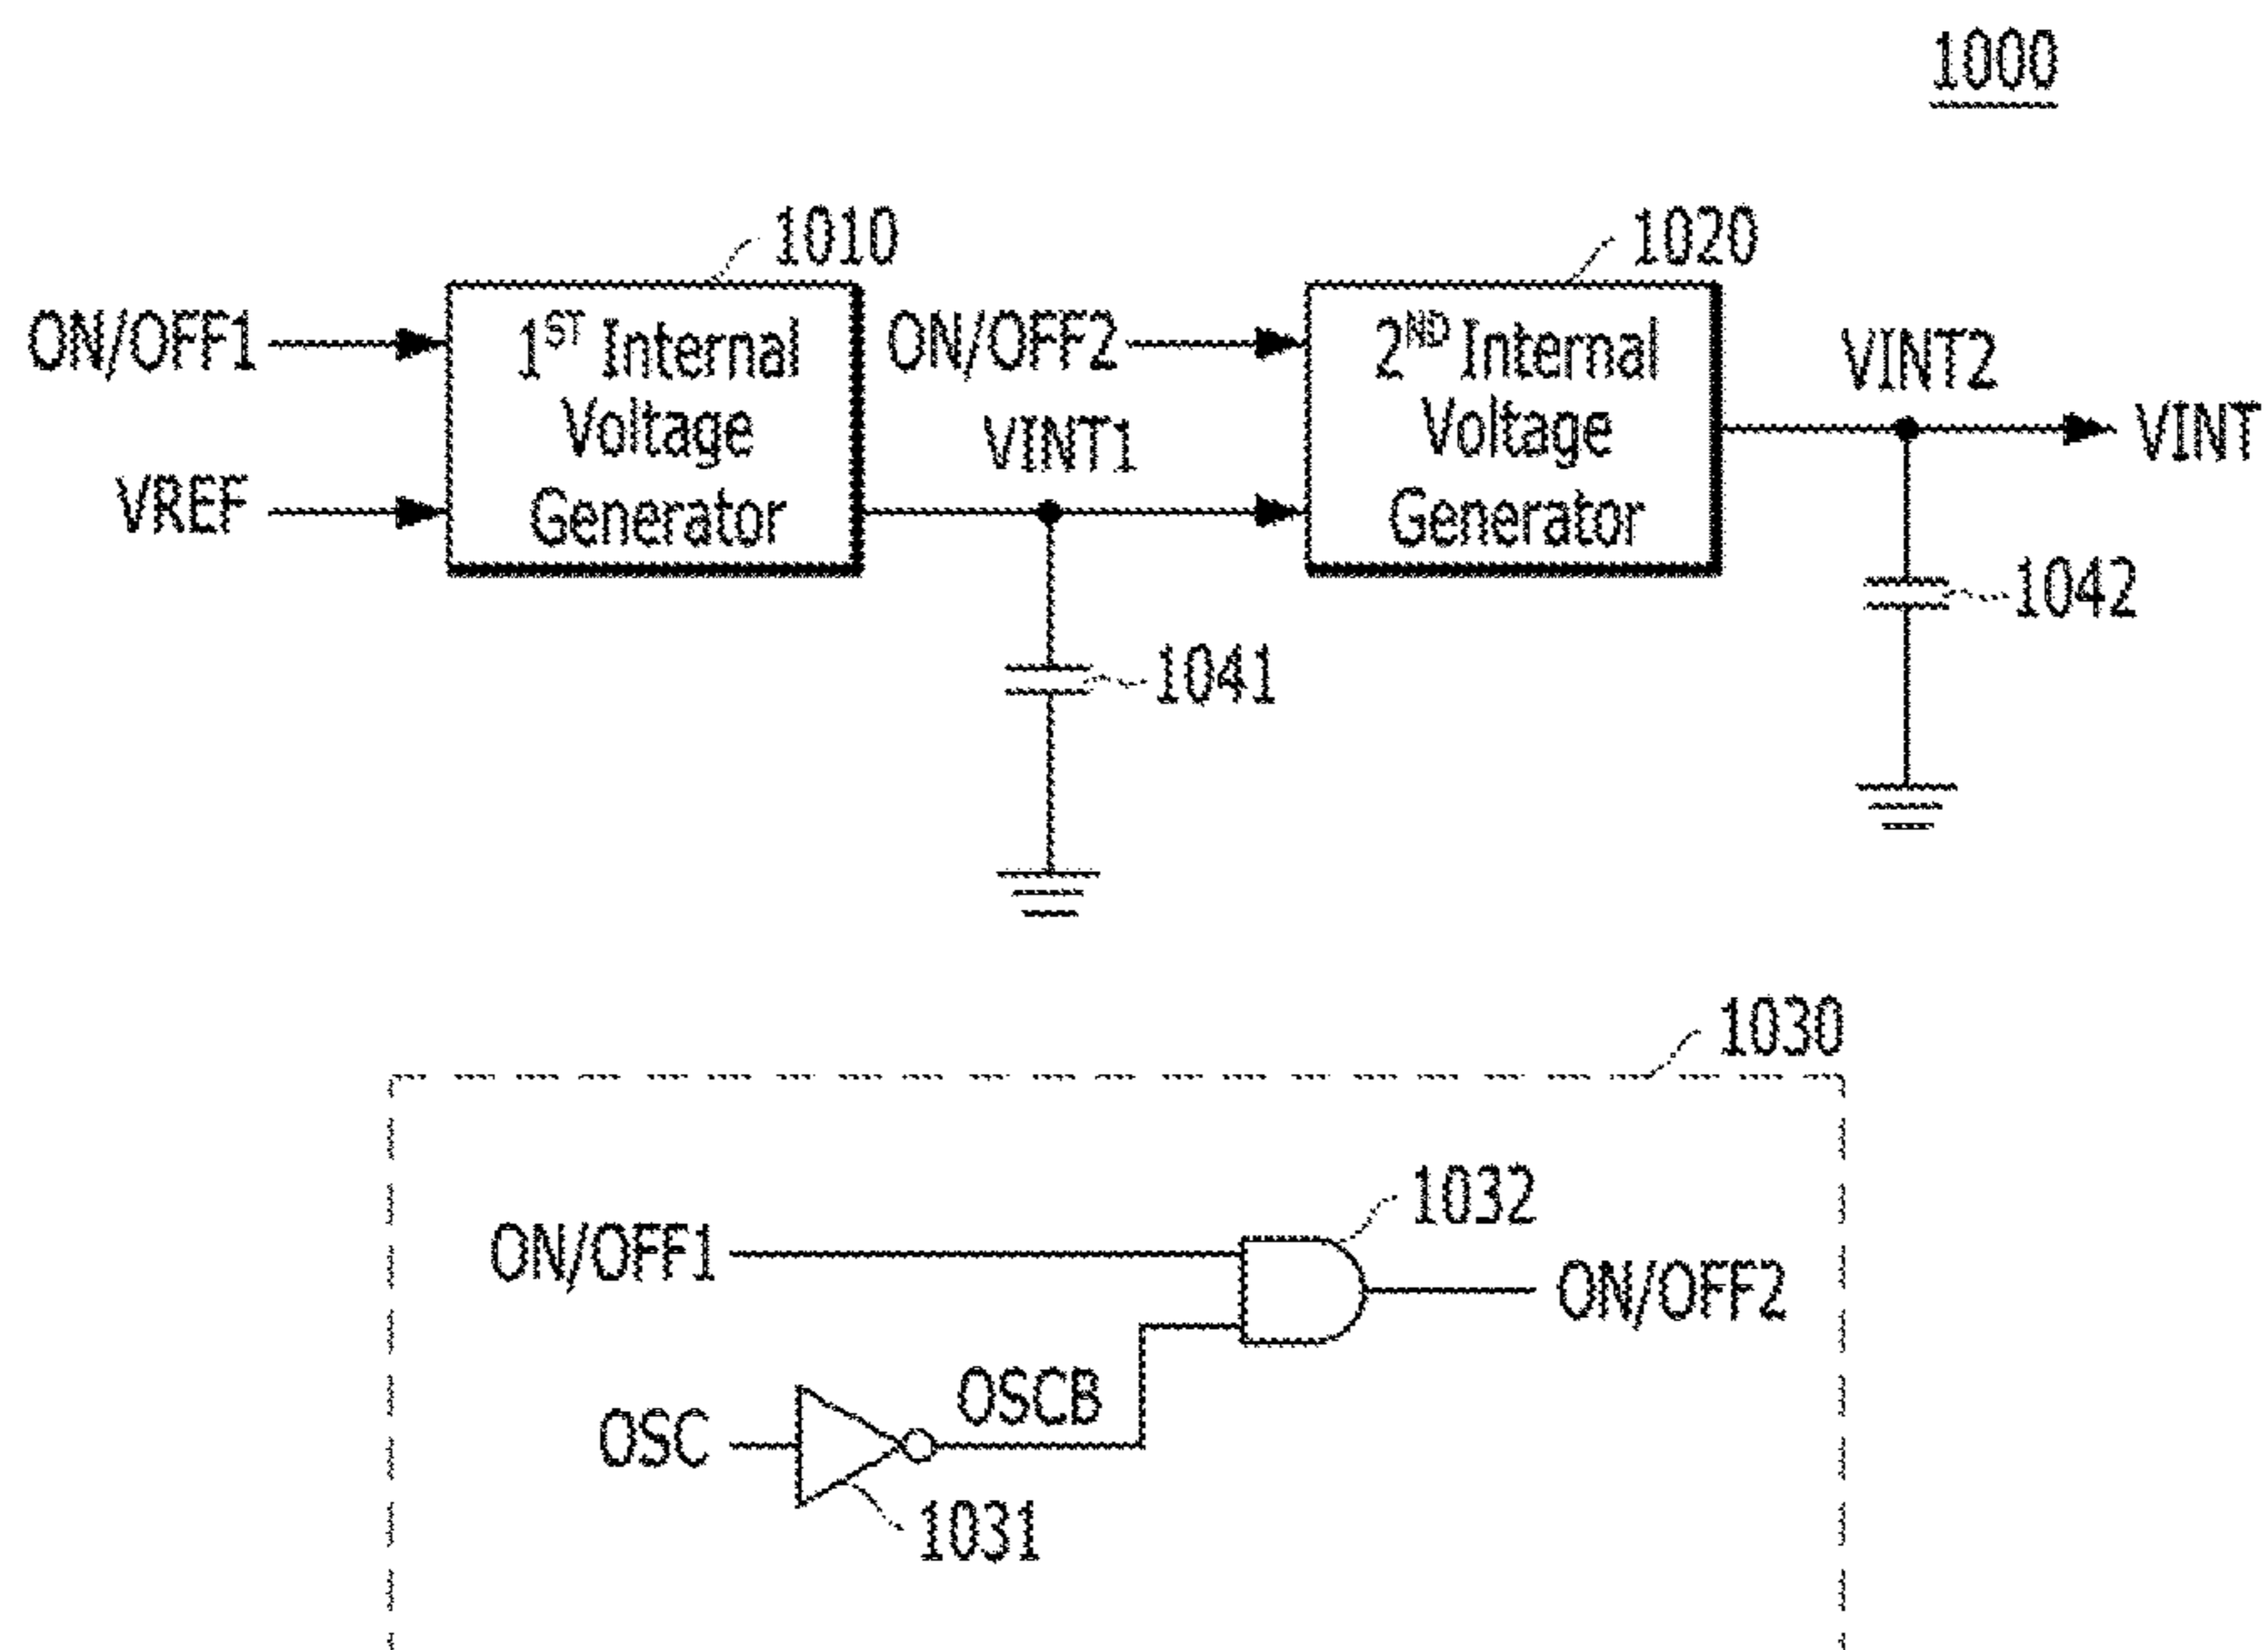 1000
1010
1020
ON/OFF1
1ST Internal
Voltage
Generator
VREF
ON/OFF2
VINT1
2ND Internal
Voltage
Generator
VINT2
VINT
1041
1042
1030
ON/OFF1
1032
ON/OFF2
OSC
OSCB
1031